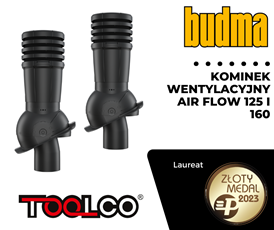 budma
KOMINEK
WENTYLACYJNY
AIR FLOW 125 I
160
Laureat
ZŁOTY
MEDAL
2023
TOOLCO®